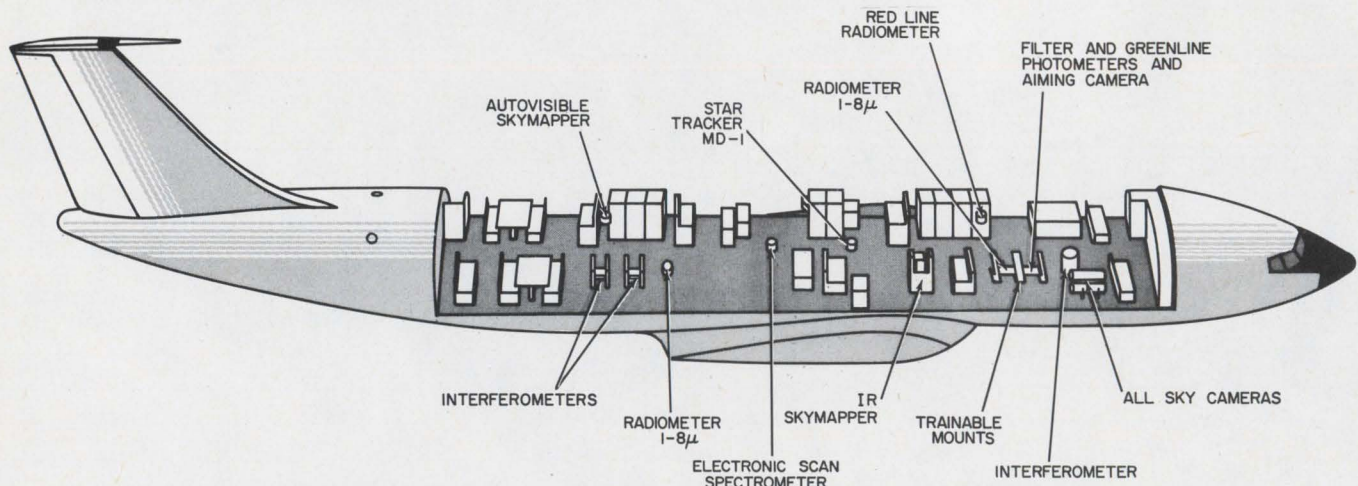 RED LINE
RADIOMETER
FILTER AND GREENLINE
PHOTOMETERS AND
AIMING CAMERA
RADIOMETER
1-8μ
AUTOVISIBLE
SKYMAPPER
STAR
TRACKER
MD-1
INTERFEROMETERS
RADIOMETER
1-8μ
ELECTRONIC SCAN
SPECTROMETER
IR
SKYMAPPER
TRAINABLE
MOUNTS
INTERFEROMETER
ALL SKY CAMERAS